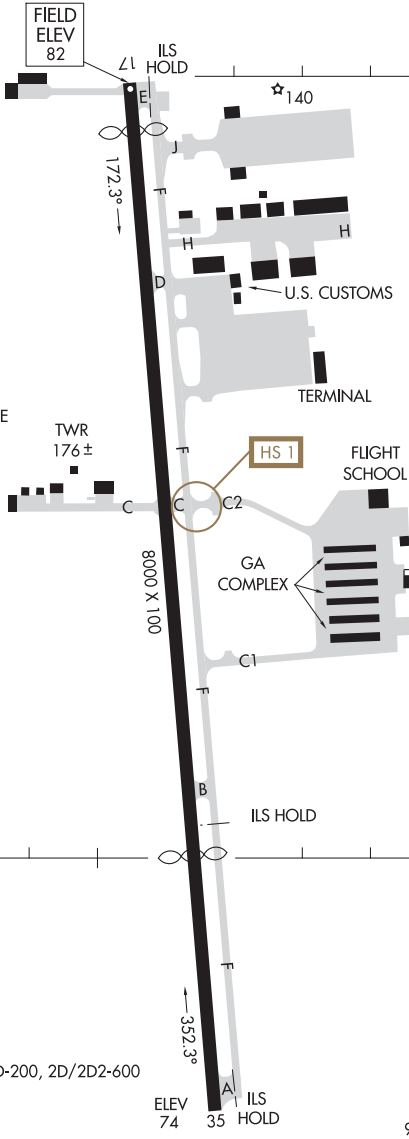 FIELD
ELEV
82
17
ILS
HOLD
E
140
J
172.3°
F
H
H
D
U.S. CUSTOMS
TERMINAL
E
TWR
176 ±
F
HS 1
FLIGHT
SCHOOL
C
C
C2
8000 X 100
GA
COMPLEX
C1
F
B
ILS HOLD
F
352.3°
D-200, 2D/2D2-600
A
ELEV
74
35
ILS
HOLD